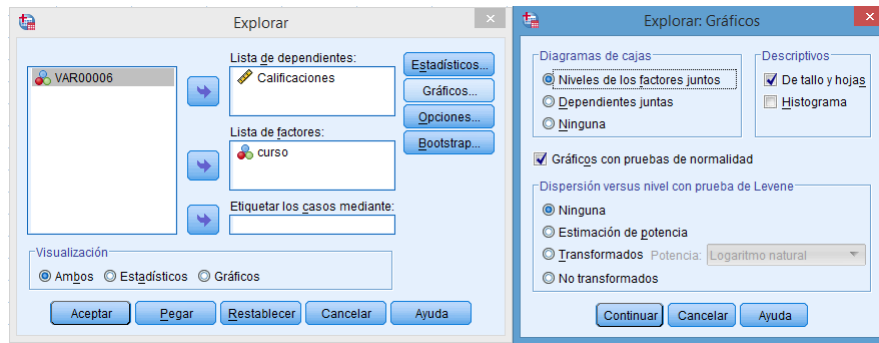 Explorar
VAR00006
Lista de dependientes:
Calificaciones
Lista de factores:
curso
Etiquetar los casos mediante:
Estadísticos...
Gráficos...
Opciones...
Bootstrap...
Visualización
Ambos Estadísticos Gráficos
Aceptar Pegar Restablecer Cancelar Ayuda
Explorar: Gráficos
Diagramas de cajas
Niveles de los factores juntos
Dependientes juntas
Ninguna
Descriptivos
De tallo y hojas
Histograma
Gráficos con pruebas de normalidad
Dispersión versus nivel con prueba de Levene
Ninguna
Estimación de potencia
Transformados Potencia: Logaritmo natural
No transformados
Continuar Cancelar Ayuda